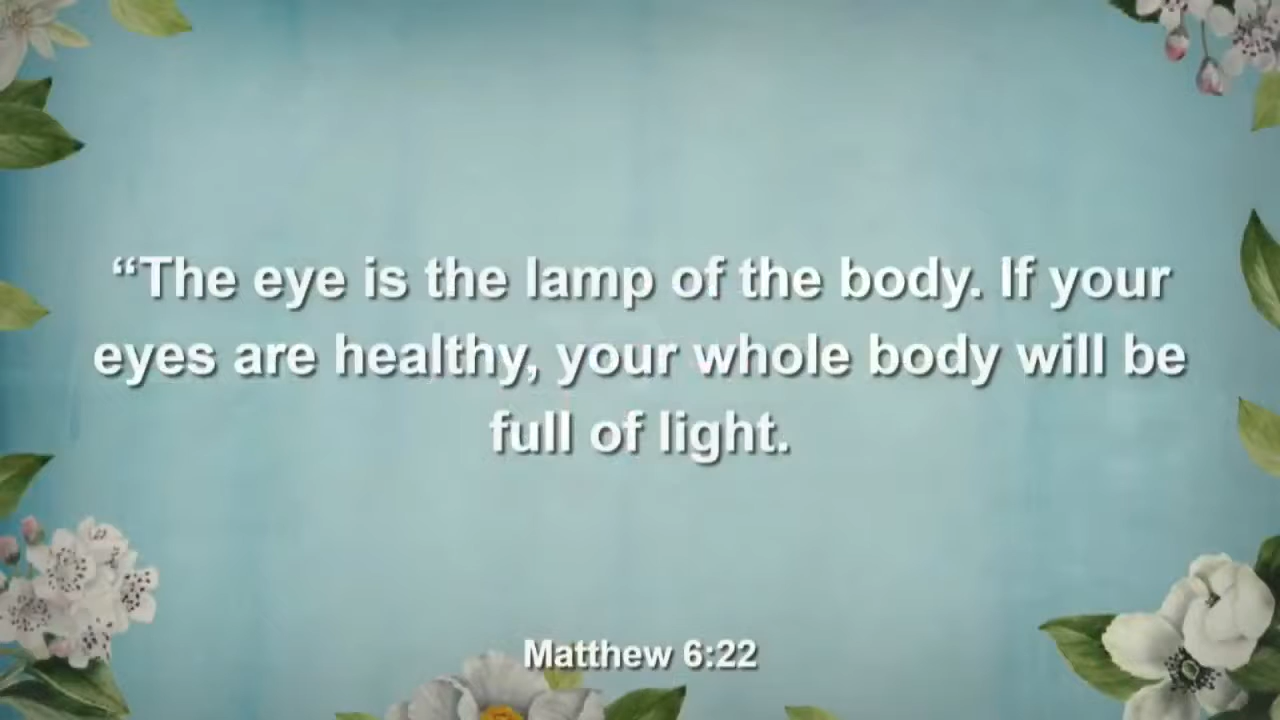 “The eye is the lamp of the body. If your
eyes are healthy, your whole body will be
full of light.
Matthew 6:22